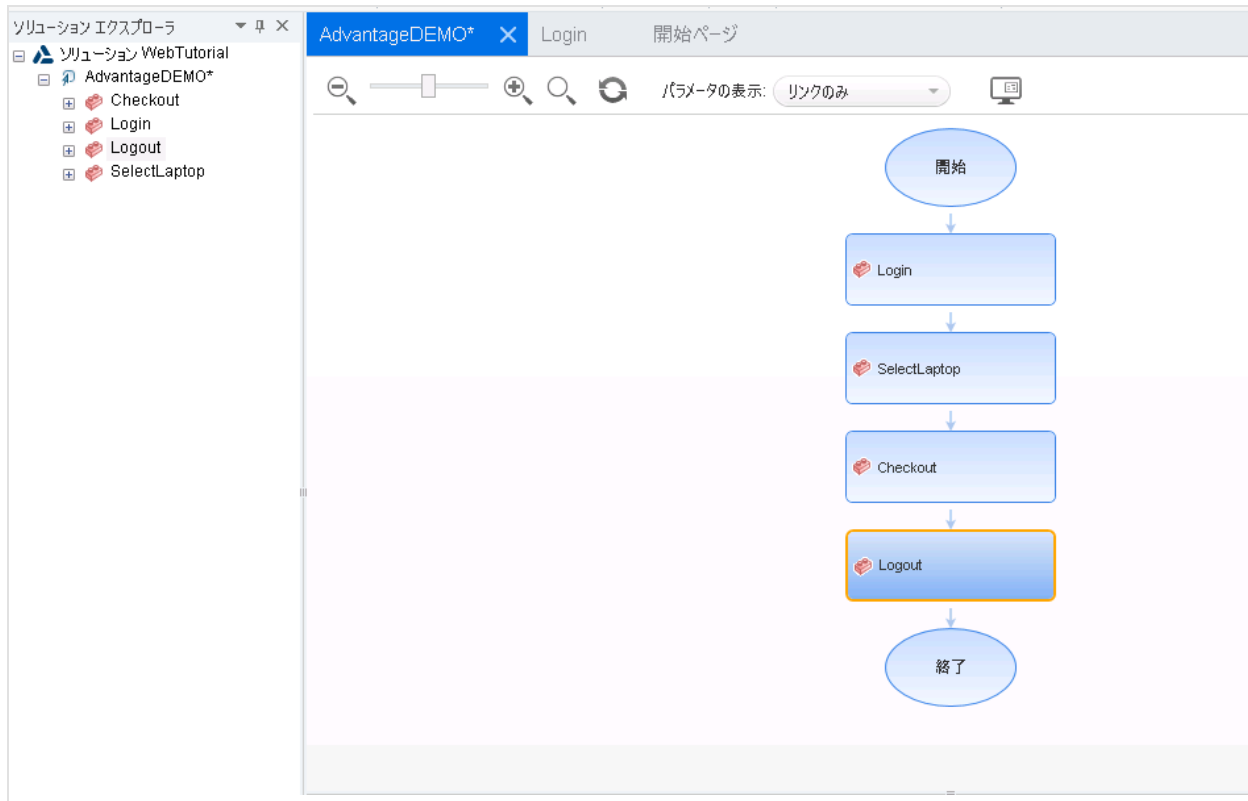 ソリューション エクスプローラ
ソリューション WebTutorial
AdvantageDEMO*
Checkout
Login
Logout
SelectLaptop
AdvantageDEMO*
Login
開始ページ
パラメータの表示:
リンクのみ
開始
Login
SelectLaptop
Checkout
Logout
終了